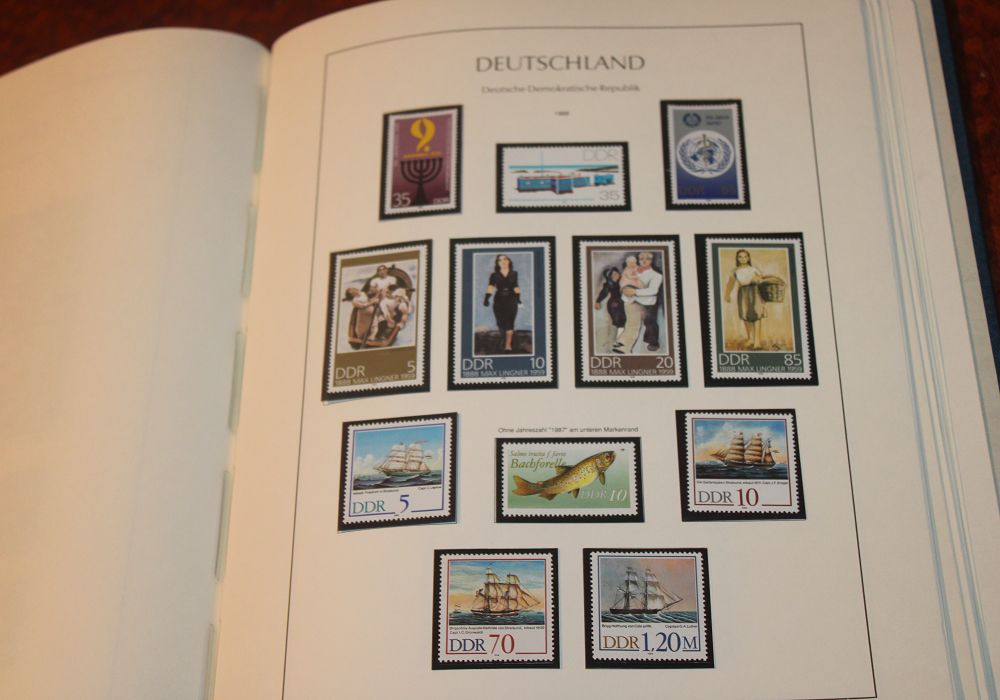 DEUTSCHLAND
Deutsche Demokratische Republik
1988
35
DDR
DDR
35
DDR 85
DDR 5
1888 MAX LINGNER 1959
DDR 10
1888 MAX LINGNER 1959
DDR 20
1888 MAX LINGNER 1959
DDR 85
1888 MAX LINGNER 1959
DDR 5
Ohne Jahreszahl "1987" am unteren Markenrand
Salmo trutta f. fario
Bachforelle
DDR 10
DDR 10
DDR 70
DDR 1,20 M